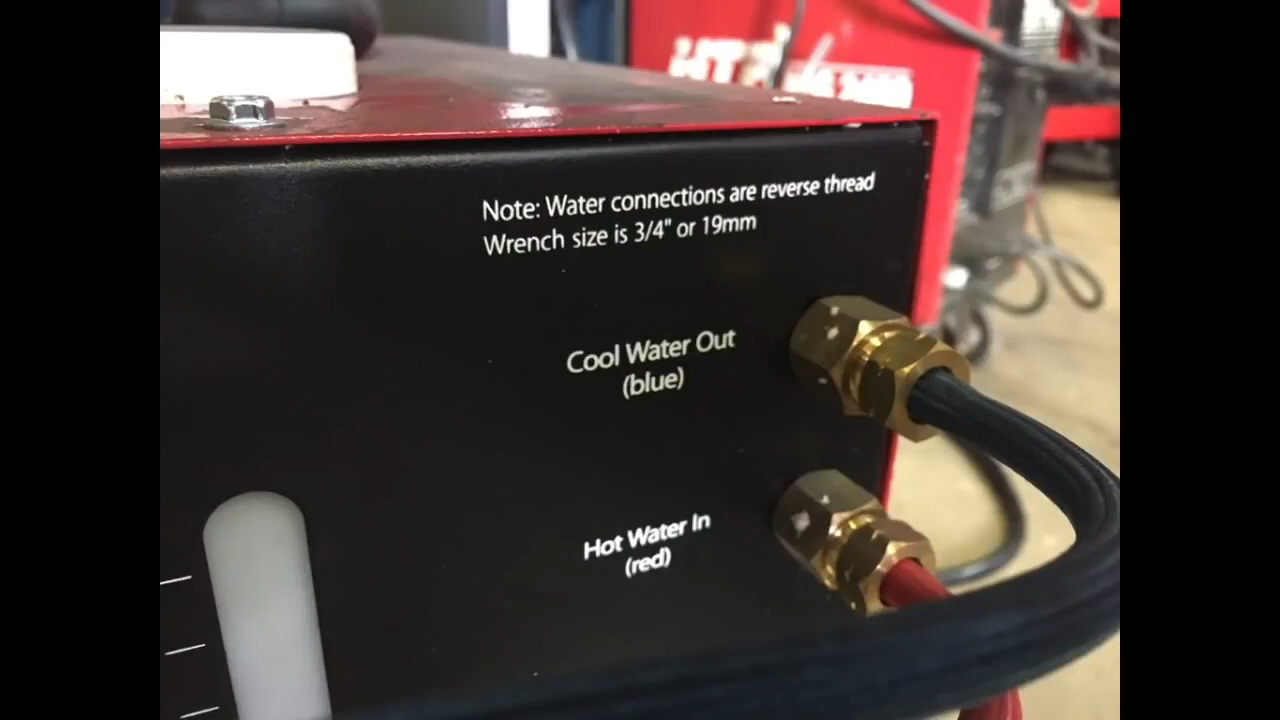 Note: Water connections are reverse thread
Wrench size is 3/4" or 19mm
Cool Water Out
(blue)
Hot Water In
(red)